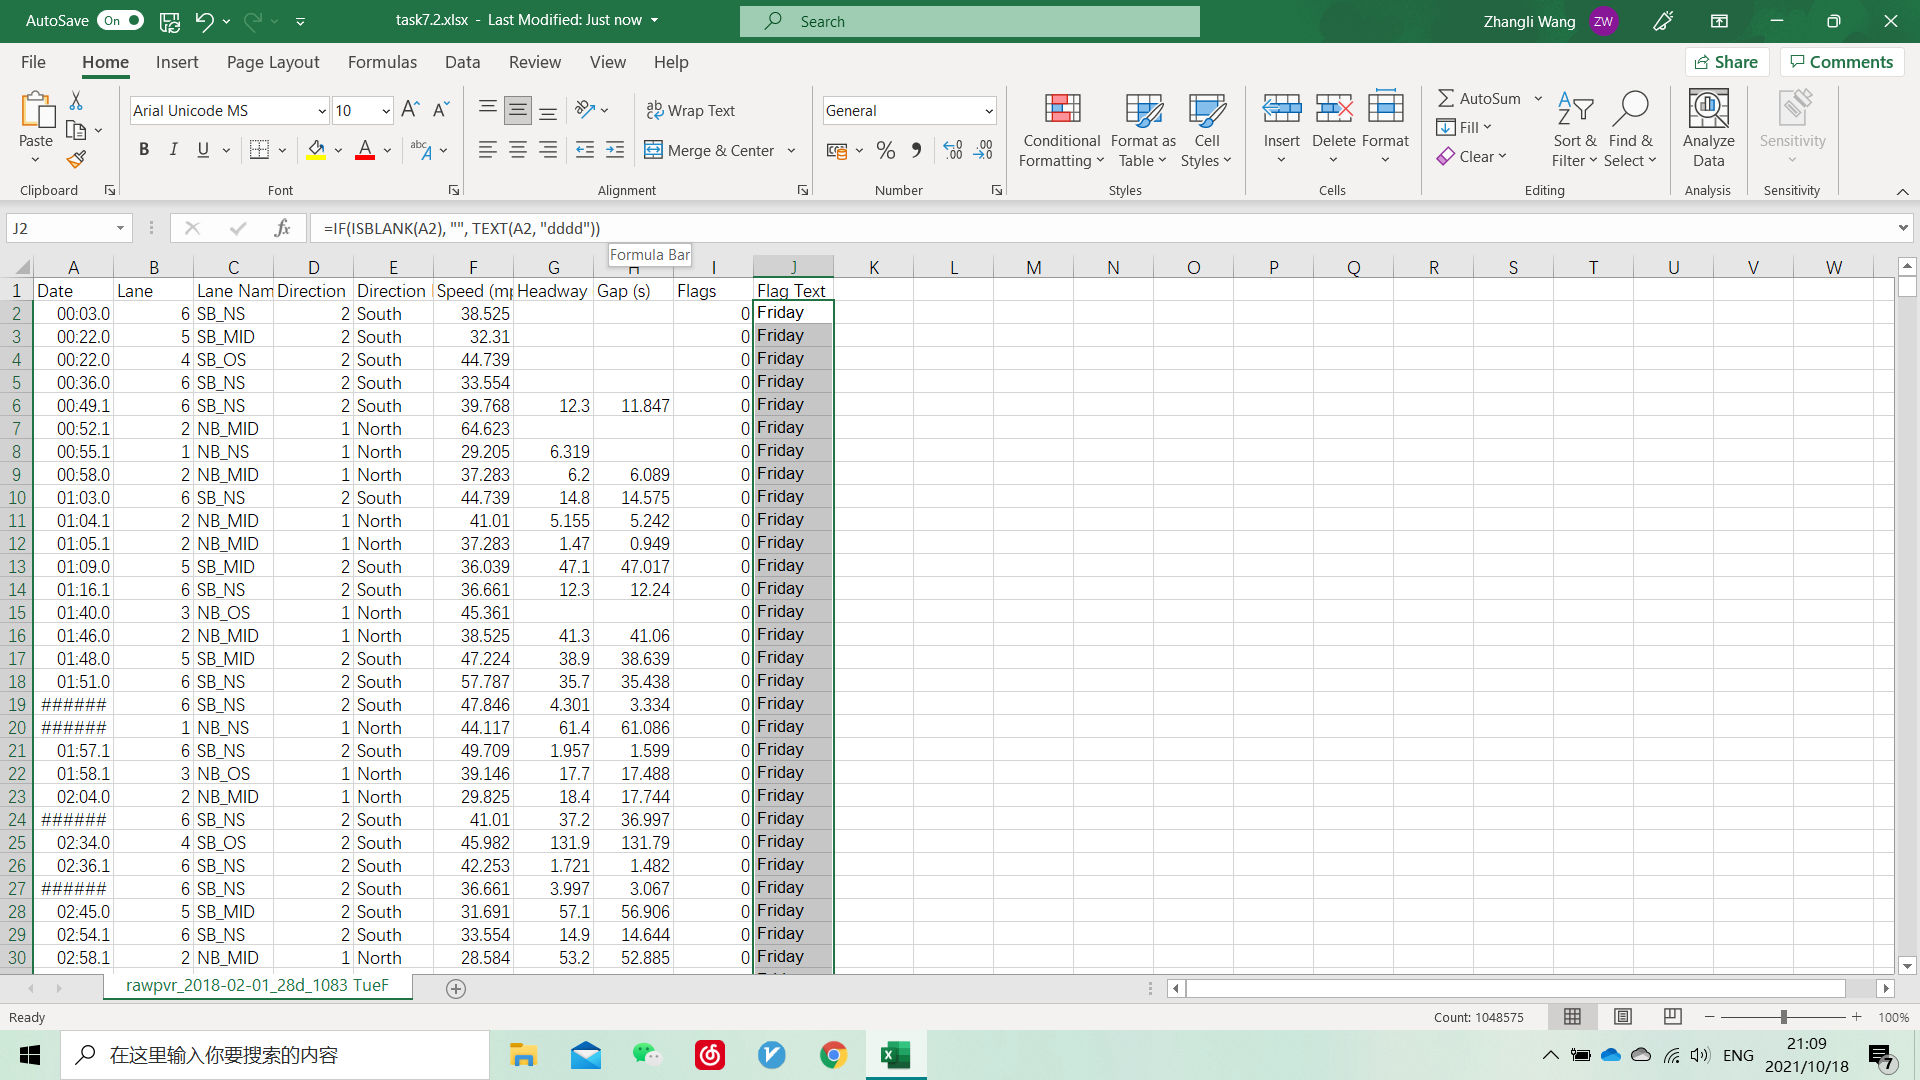 AutoSave On task7.2.xlsx - Last Modified: Just now Search Zhangli Wang ZW
File Home Insert Page Layout Formulas Data Review View Help Share Comments
Arial Unicode MS 10 Wrap Text General AutoSum
Paste B I U Merge & Center Conditional Formatting Format as Table Cell Styles Insert Delete Format Fill Clear Sort & Filter Find & Select Analyze Data Sensitivity
Clipboard Font Alignment Number Styles Cells Editing Analysis Sensitivity
J2 fx =IF(ISBLANK(A2), "", TEXT(A2, "dddd"))
Formula Bar
A B C D E F G H I J K L M N O P Q R S T U V W
1 Date Lane Lane Nam Direction Direction Speed (mp Headway Gap (s) Flags Flag Text
2 00:03.0 6 SB_NS 2 South 38.525 0 Friday
3 00:22.0 5 SB_MID 2 South 32.31 0 Friday
4 00:22.0 4 SB_OS 2 South 44.739 0 Friday
5 00:36.0 6 SB_NS 2 South 33.554 0 Friday
6 00:49.1 6 SB_NS 2 South 39.768 12.3 11.847 0 Friday
7 00:52.1 2 NB_MID 1 North 64.623 0 Friday
8 00:55.1 1 NB_NS 1 North 29.205 6.319 0 Friday
9 00:58.0 2 NB_MID 1 North 37.283 6.2 6.089 0 Friday
10 01:03.0 6 SB_NS 2 South 44.739 14.8 14.575 0 Friday
11 01:04.1 2 NB_MID 1 North 41.01 5.155 5.242 0 Friday
12 01:05.1 2 NB_MID 1 North 37.283 1.47 0.949 0 Friday
13 01:09.0 5 SB_MID 2 South 36.039 47.1 47.017 0 Friday
14 01:16.1 6 SB_NS 2 South 36.661 12.3 12.24 0 Friday
15 01:40.0 3 NB_OS 1 North 45.361 0 Friday
16 01:46.0 2 NB_MID 1 North 38.525 41.3 41.06 0 Friday
17 01:48.0 5 SB_MID 2 South 47.224 38.9 38.639 0 Friday
18 01:51.0 6 SB_NS 2 South 57.787 35.7 35.438 0 Friday
19 ###### 6 SB_NS 2 South 47.846 4.301 3.334 0 Friday
20 ###### 1 NB_NS 1 North 44.117 61.4 61.086 0 Friday
21 01:57.1 6 SB_NS 2 South 49.709 1.957 1.599 0 Friday
22 01:58.1 3 NB_OS 1 North 39.146 17.7 17.488 0 Friday
23 02:04.0 2 NB_MID 1 North 29.825 18.4 17.744 0 Friday
24 ###### 6 SB_NS 2 South 41.01 37.2 36.997 0 Friday
25 02:34.0 4 SB_OS 2 South 45.982 131.9 131.79 0 Friday
26 02:36.1 6 SB_NS 2 South 42.253 1.721 1.482 0 Friday
27 ###### 6 SB_NS 2 South 36.661 3.997 3.067 0 Friday
28 02:45.0 5 SB_MID 2 South 31.691 57.1 56.906 0 Friday
29 02:54.1 6 SB_NS 2 South 33.554 14.9 14.644 0 Friday
30 02:58.1 2 NB_MID 1 North 28.584 53.2 52.885 0 Friday
rawpvr_2018-02-01_28d_1083 TueF
Ready Count: 1048575 100%
在这里输入你要搜索的内容 ENG 21:09
2021/10/18 7